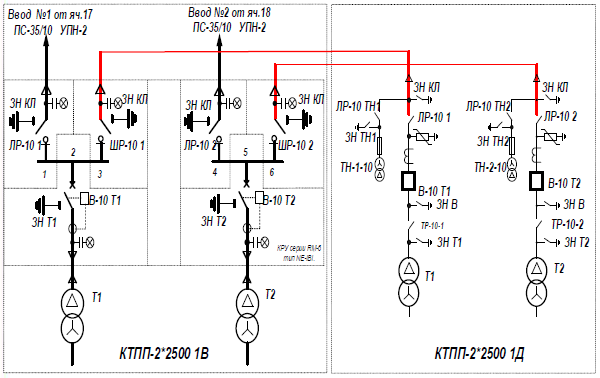 Ввод №1 от яч.17
ПС-35/10 УПН-2
Ввод №2 от яч.18
ПС-35/10 УПН-2
ЗН КЛ
ЗН КЛ
ЗН КЛ
ЗН КЛ
ЛР-10 1
ШР-10 1
ЛР-10 2
ШР-10 2
1
2
3
4
5
6
В-10 Т1
ЗН Т1
В-10 Т2
ЗН Т2
КРУ серии RM-6
тип NE-IBI.
Т1
Т2
КТПП-2*2500 1В
ЗН КЛ
ЗН КЛ
ЛР-10 ТН1
ЛР-10 1
ЛР-10 ТН2
ЛР-10 2
ЗН ТН1
ЗН ТН2
ТН-1-10
ТН-2-10
В-10 Т1
В-10 Т2
ЗН В
ЗН В
ТР-10-1
ТР-10-2
ЗН Т1
ЗН Т2
Т1
Т2
КТПП-2*2500 1Д